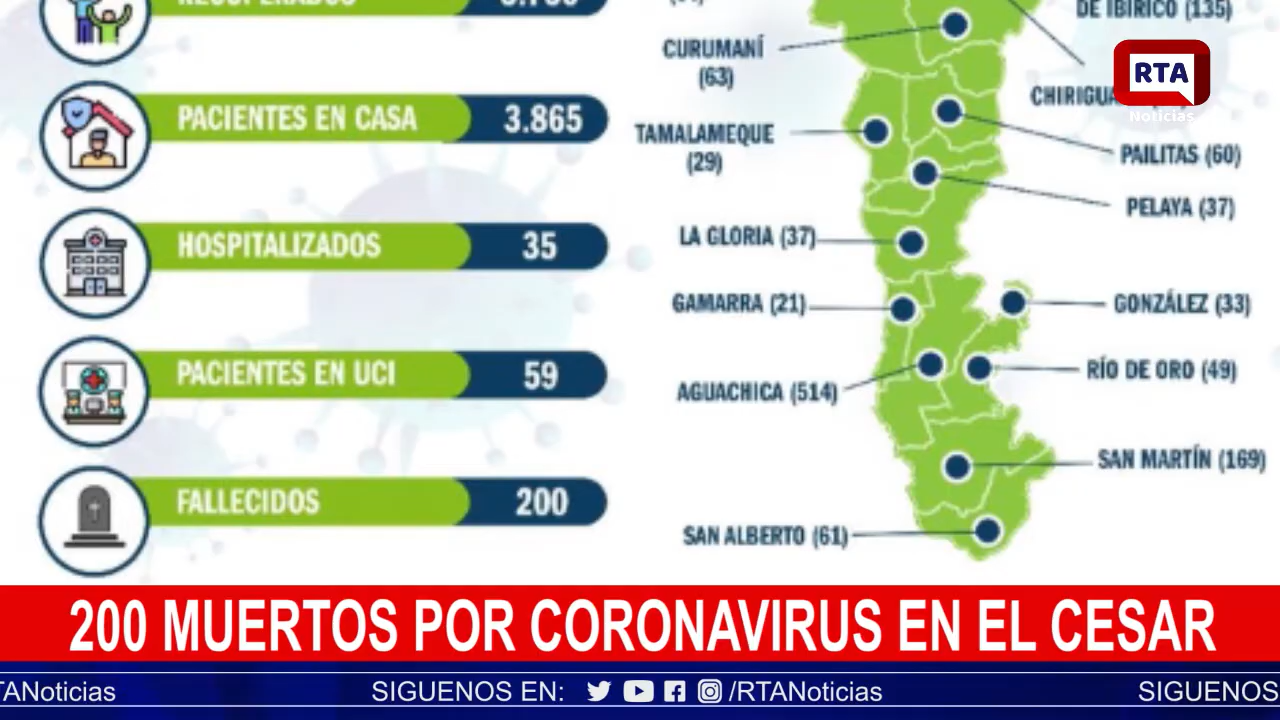 RECUPERADOS
PACIENTES EN CASA 3.865
HOSPITALIZADOS 35
PACIENTES EN UCI 59
FALLECIDOS 200
DE IBIRICO (135)
CURUMANÍ
(63)
RTA
Noticias
TAMALAMEQUE
(29)
PAILITAS (60)
PELAYA (37)
LA GLORIA (37)
GAMARRA (21)
GONZÁLEZ (33)
AGUACHICA (514)
RÍO DE ORO (49)
SAN MARTÍN (169)
SAN ALBERTO (61)
200 MUERTOS POR CORONAVIRUS EN EL CESAR
TANoticias SIGUENOS EN: /RTANoticias SIGUENOS